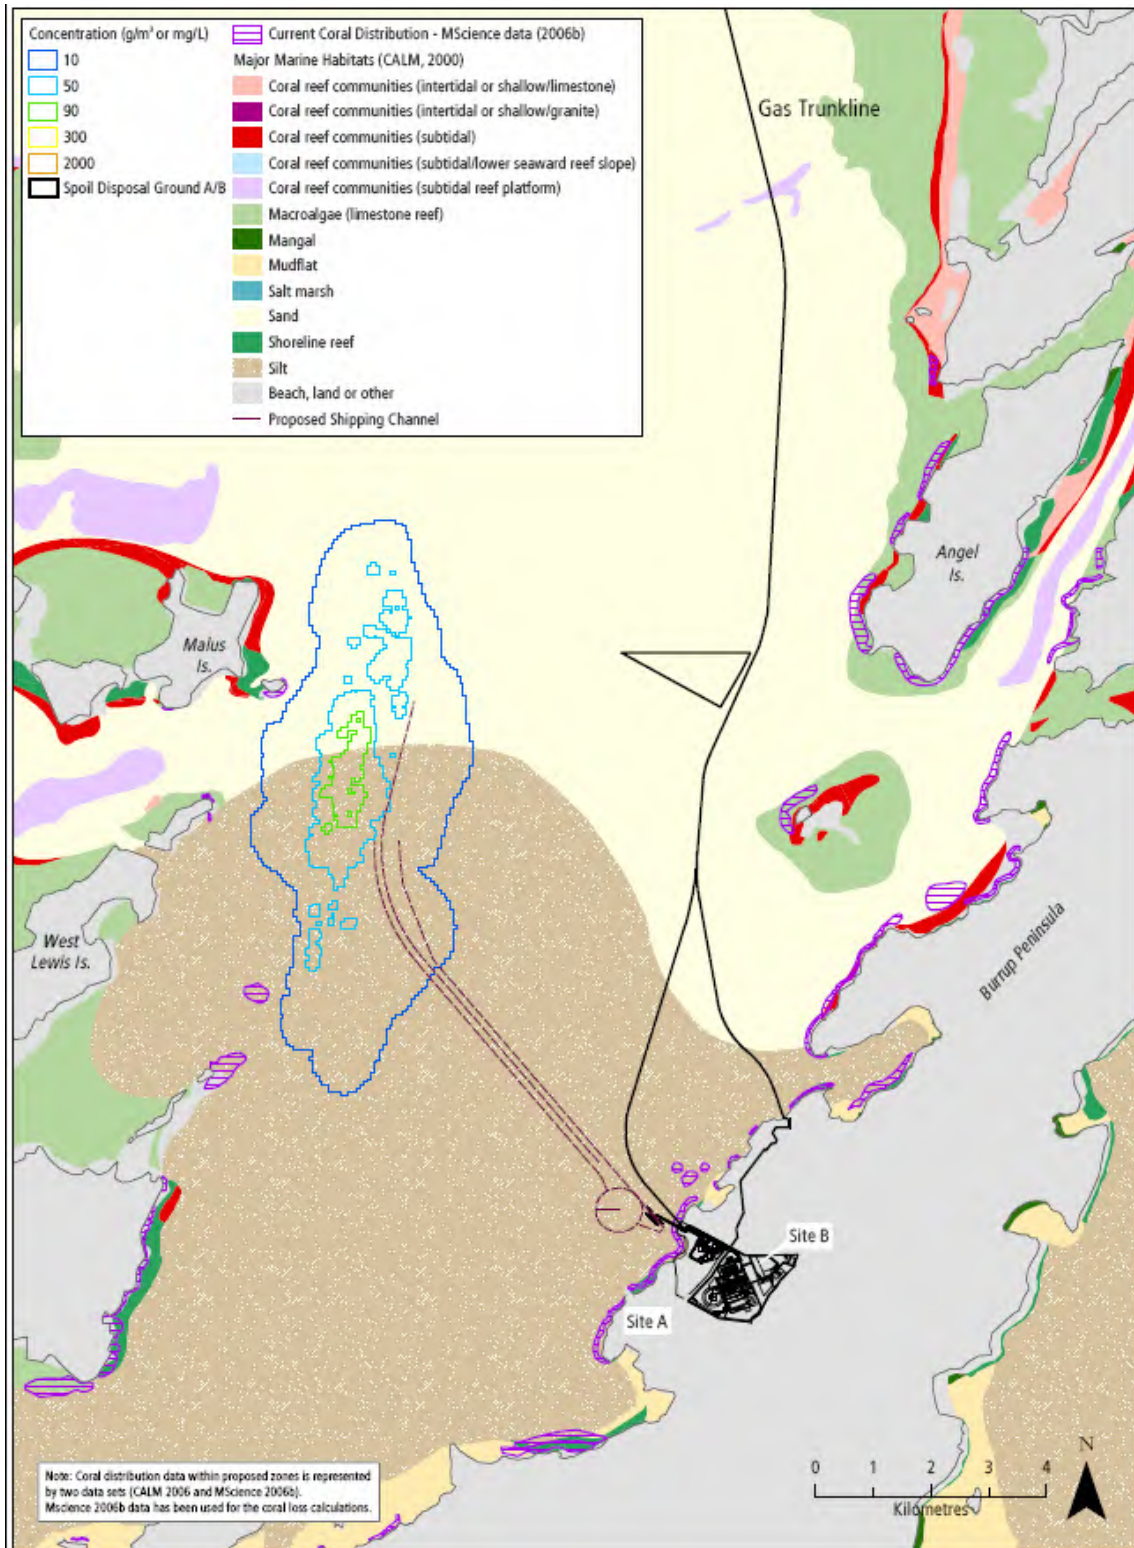 Concentration (g/m³ or mg/L)
10
50
90
300
2000
Spoil Disposal Ground A/B
Current Coral Distribution - MScience data (2006b)
Major Marine Habitats (CALM, 2000)
Coral reef communities (intertidal or shallow/limestone)
Coral reef communities (intertidal or shallow/granite)
Coral reef communities (subtidal)
Coral reef communities (subtidal/lower seaward reef slope)
Coral reef communities (subtidal reef platform)
Macroalgae (limestone reef)
Mangal
Mudflat
Salt marsh
Sand
Shoreline reef
Silt
Beach, land or other
Proposed Shipping Channel
Gas Trunkline
Angel
Is.
Malus
Is.
West
Lewis Is.
Burrup Peninsula
Site B
Site A
Note: Coral distribution data within proposed zones is represented
by two data sets (CALM 2006 and MScience 2006b).
Mscience 2006b data has been used for the coral loss calculations.
0 1 2 3 4
Kilometres
N